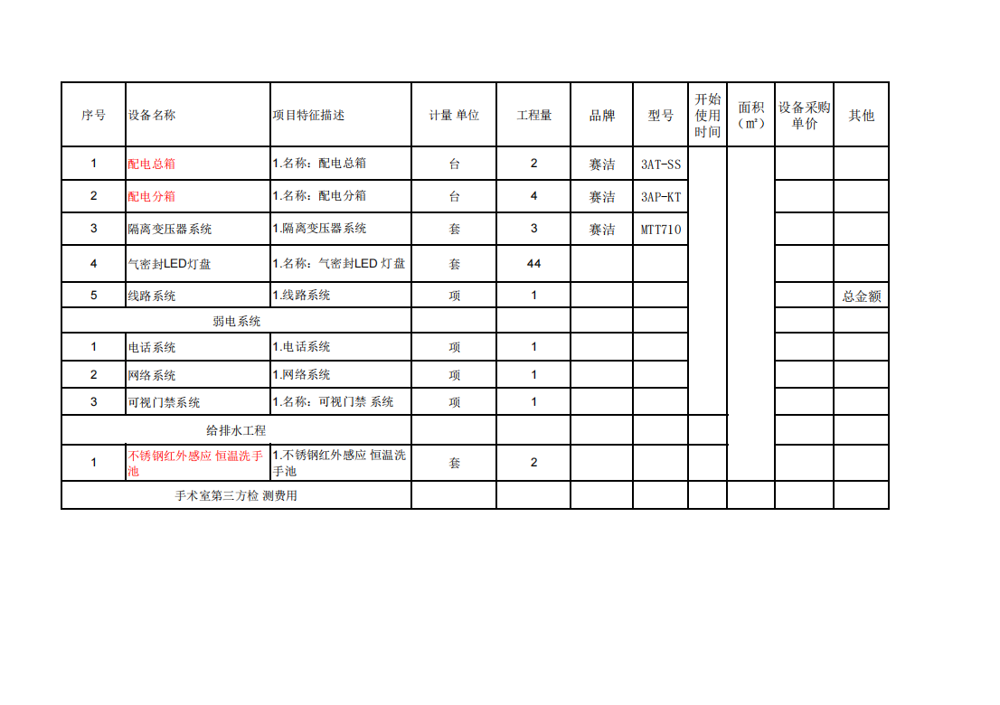 序号 设备名称 项目特征描述 计量 单位 工程量 品牌 型号 开始使用时间 面积（㎡） 设备采购单价 其他
1 配电总箱 1.名称：配电总箱 台 2 赛洁 3AT-SS
2 配电分箱 1.名称：配电分箱 台 4 赛洁 3AP-KT
3 隔离变压器系统 1.隔离变压器系统 套 3 赛洁 MTT710
4 气密封LED灯盘 1.名称：气密封LED 灯盘 套 44
5 线路系统 1.线路系统 项 1 总金额
弱电系统
1 电话系统 1.电话系统 项 1
2 网络系统 1.网络系统 项 1
3 可视门禁系统 1.名称：可视门禁 系统 项 1
给排水工程
1 不锈钢红外感应 恒温洗手池 1.不锈钢红外感应 恒温洗手池 套 2
手术室第三方检 测费用